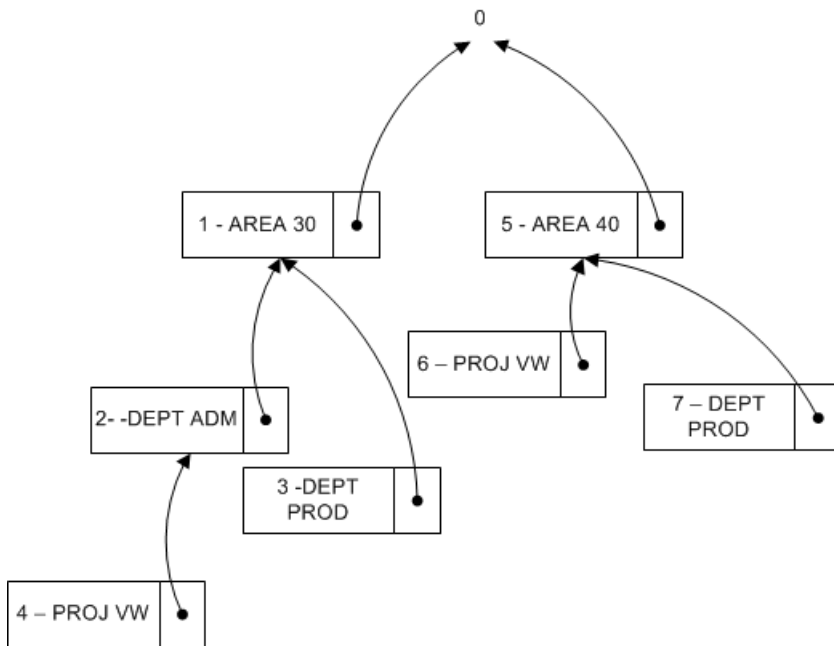 0
1 - AREA 30
5 - AREA 40
6 – PROJ VW
2- -DEPT ADM
7 – DEPT
PROD
3 -DEPT
PROD
4 – PROJ VW